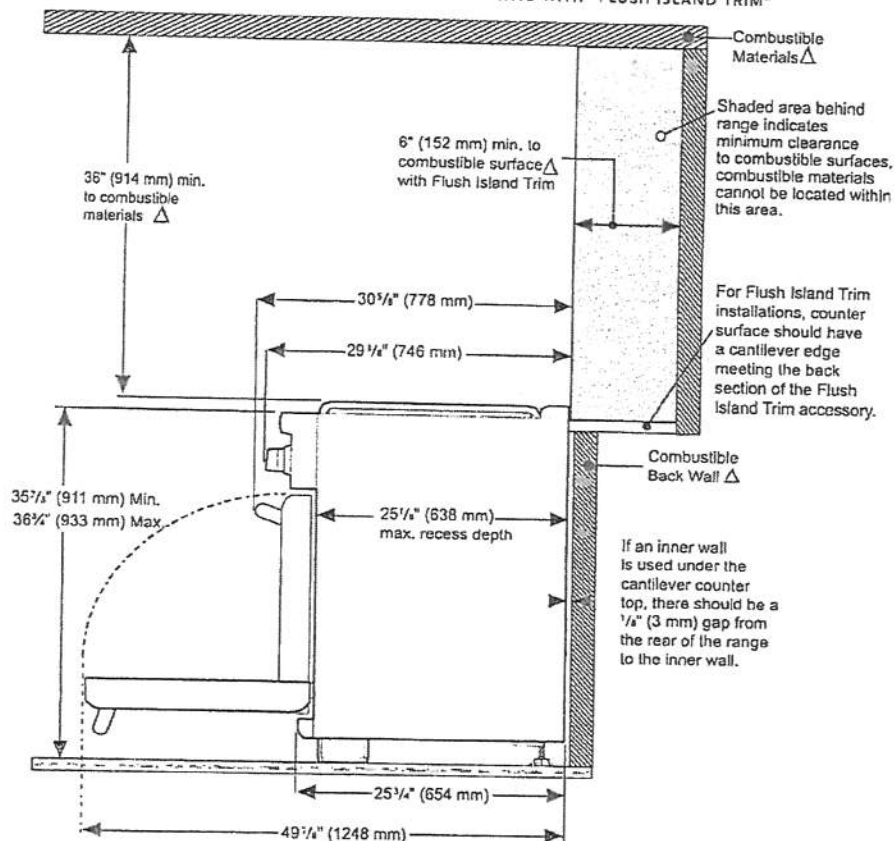 WITH "FLUSH ISLAND TRIM"
Combustible
Materials Δ
Shaded area behind
range indicates
minimum clearance
to combustible surfaces,
combustible materials
cannot be located within
this area.
6" (152 mm) min. to
combustible surface Δ
with Flush Island Trim
36" (914 mm) min.
to combustible
materials Δ
30⅝" (778 mm)
29⅜" (746 mm)
For Flush Island Trim
installations, counter
surface should have
a cantilever edge
meeting the back
section of the Flush
Island Trim accessory.
Combustible
Back Wall Δ
35⅞" (911 mm) Min.
36¾" (933 mm) Max.
25⅛" (638 mm)
max. recess depth
If an inner wall
is used under the
cantilever counter
top, there should be a
⅛" (3 mm) gap from
the rear of the range
to the inner wall.
25¾" (654 mm)
49⅛" (1248 mm)